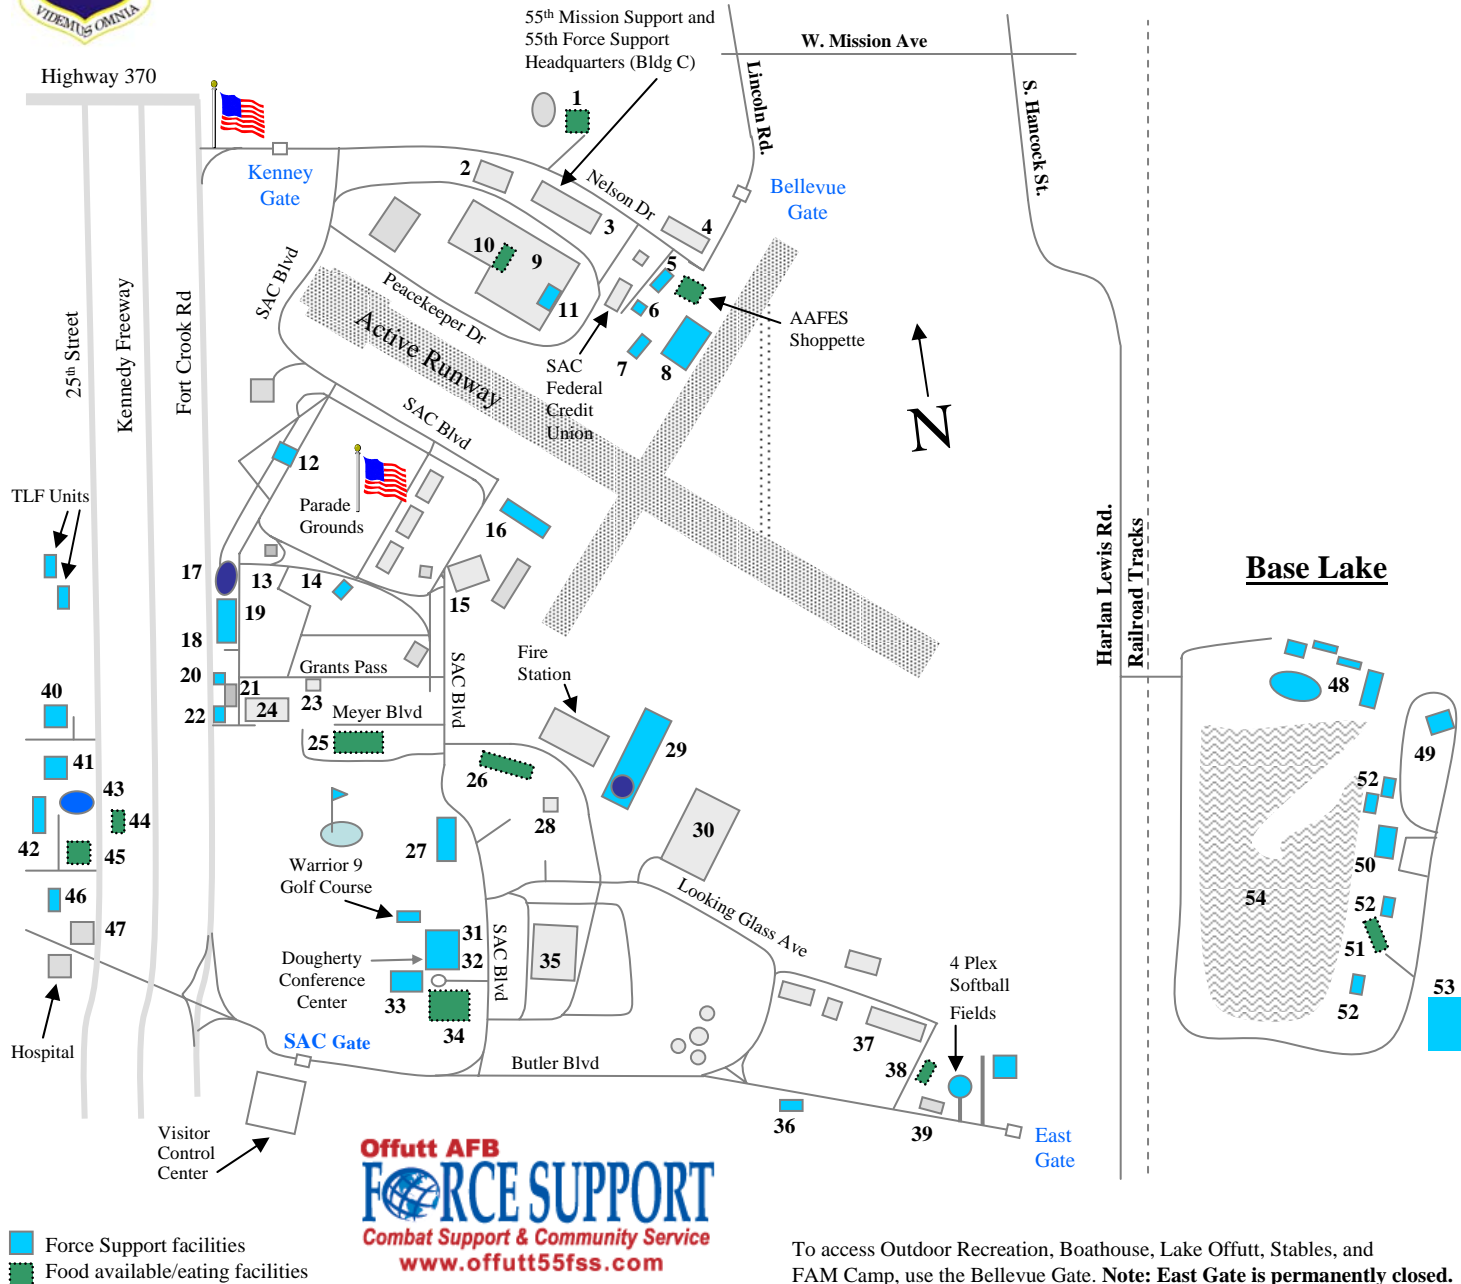 VIDEMUS OMNIA
55th Mission Support and
55th Force Support
Headquarters (Bldg C)
W. Mission Ave
Highway 370
Lincoln Rd.
S. Hancock St.
1
Kenney
Gate
2
Nelson Dr
3
4
Bellevue
Gate
SAC Blvd
10
9
11
Peacekeeper Dr
5
6
7
8
AAFES
Shoppette
SAC
Federal
Credit
Union
Active Runway
25th Street
Kennedy Freeway
Fort Crook Rd
SAC Blvd
N
12
Parade
Grounds
TLF Units
16
17
13
14
15
19
18
Harlan Lewis Rd.
Railroad Tracks
Base Lake
Grants Pass
SAC Blvd
Fire
Station
20
21
22
23
24
Meyer Blvd
25
26
29
40
41
43
44
42
45
46
47
28
27
30
Warrior 9
Golf Course
Looking Glass Ave
31
32
Dougherty
Conference
Center
33
34
SAC Blvd
35
48
49
52
50
54
52
51
52
53
4 Plex
Softball
Fields
37
38
Hospital
SAC Gate
Butler Blvd
36
39
East
Gate
Visitor
Control
Center
Offutt AFB
FORCE SUPPORT
Combat Support & Community Service
www.offutt55fss.com
Force Support facilities
Food available/eating facilities
To access Outdoor Recreation, Boathouse, Lake Offutt, Stables, and
FAM Camp, use the Bellevue Gate. Note: East Gate is permanently closed.